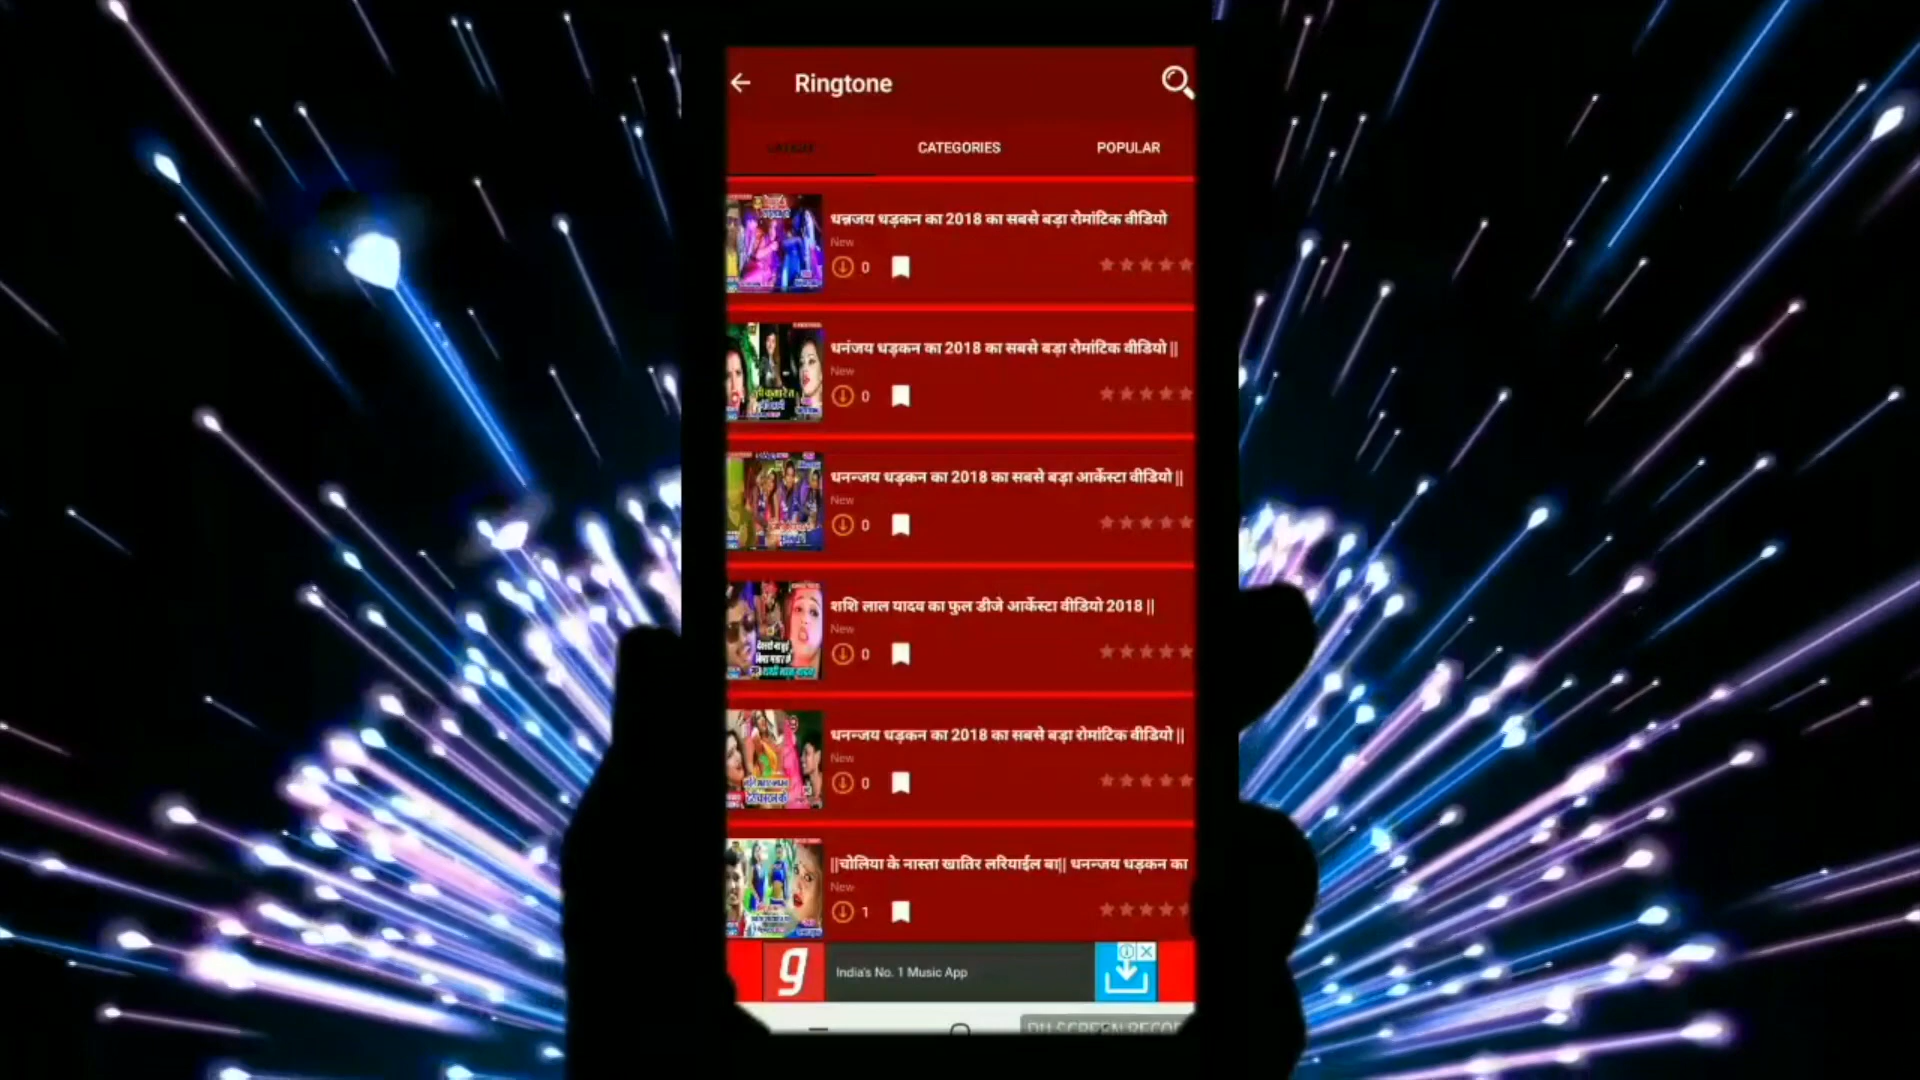 Ringtone
CATEGORIES
POPULAR
धन्नजय धड़कन का 2018 का सबसे बड़ा रोमांटिक वीडियो
New
0
धनंजय धड़कन का 2018 का सबसे बड़ा रोमांटिक वीडियो ||
New
0
धनन्जय धड़कन का 2018 का सबसे बड़ा आर्केस्टा वीडियो ||
New
0
शशि लाल यादव का फुल डीजे आर्केस्टा वीडियो 2018 ||
New
0
धनन्जय धड़कन का 2018 का सबसे बड़ा रोमांटिक वीडियो ||
New
0
||चोलिया के नास्ता खातिर लरियाईल बा|| धनन्जय धड़कन का
New
1
g
India's No. 1 Music App